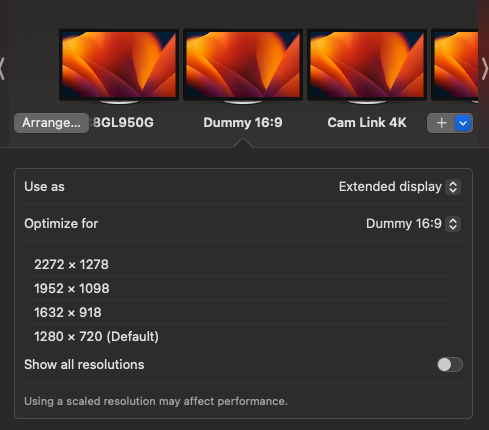 Arrange... 8GL950G Dummy 16:9 Cam Link 4K +
Use as Extended display
Optimize for Dummy 16:9
2272 × 1278
1952 × 1098
1632 × 918
1280 × 720 (Default)
Show all resolutions
Using a scaled resolution may affect performance.